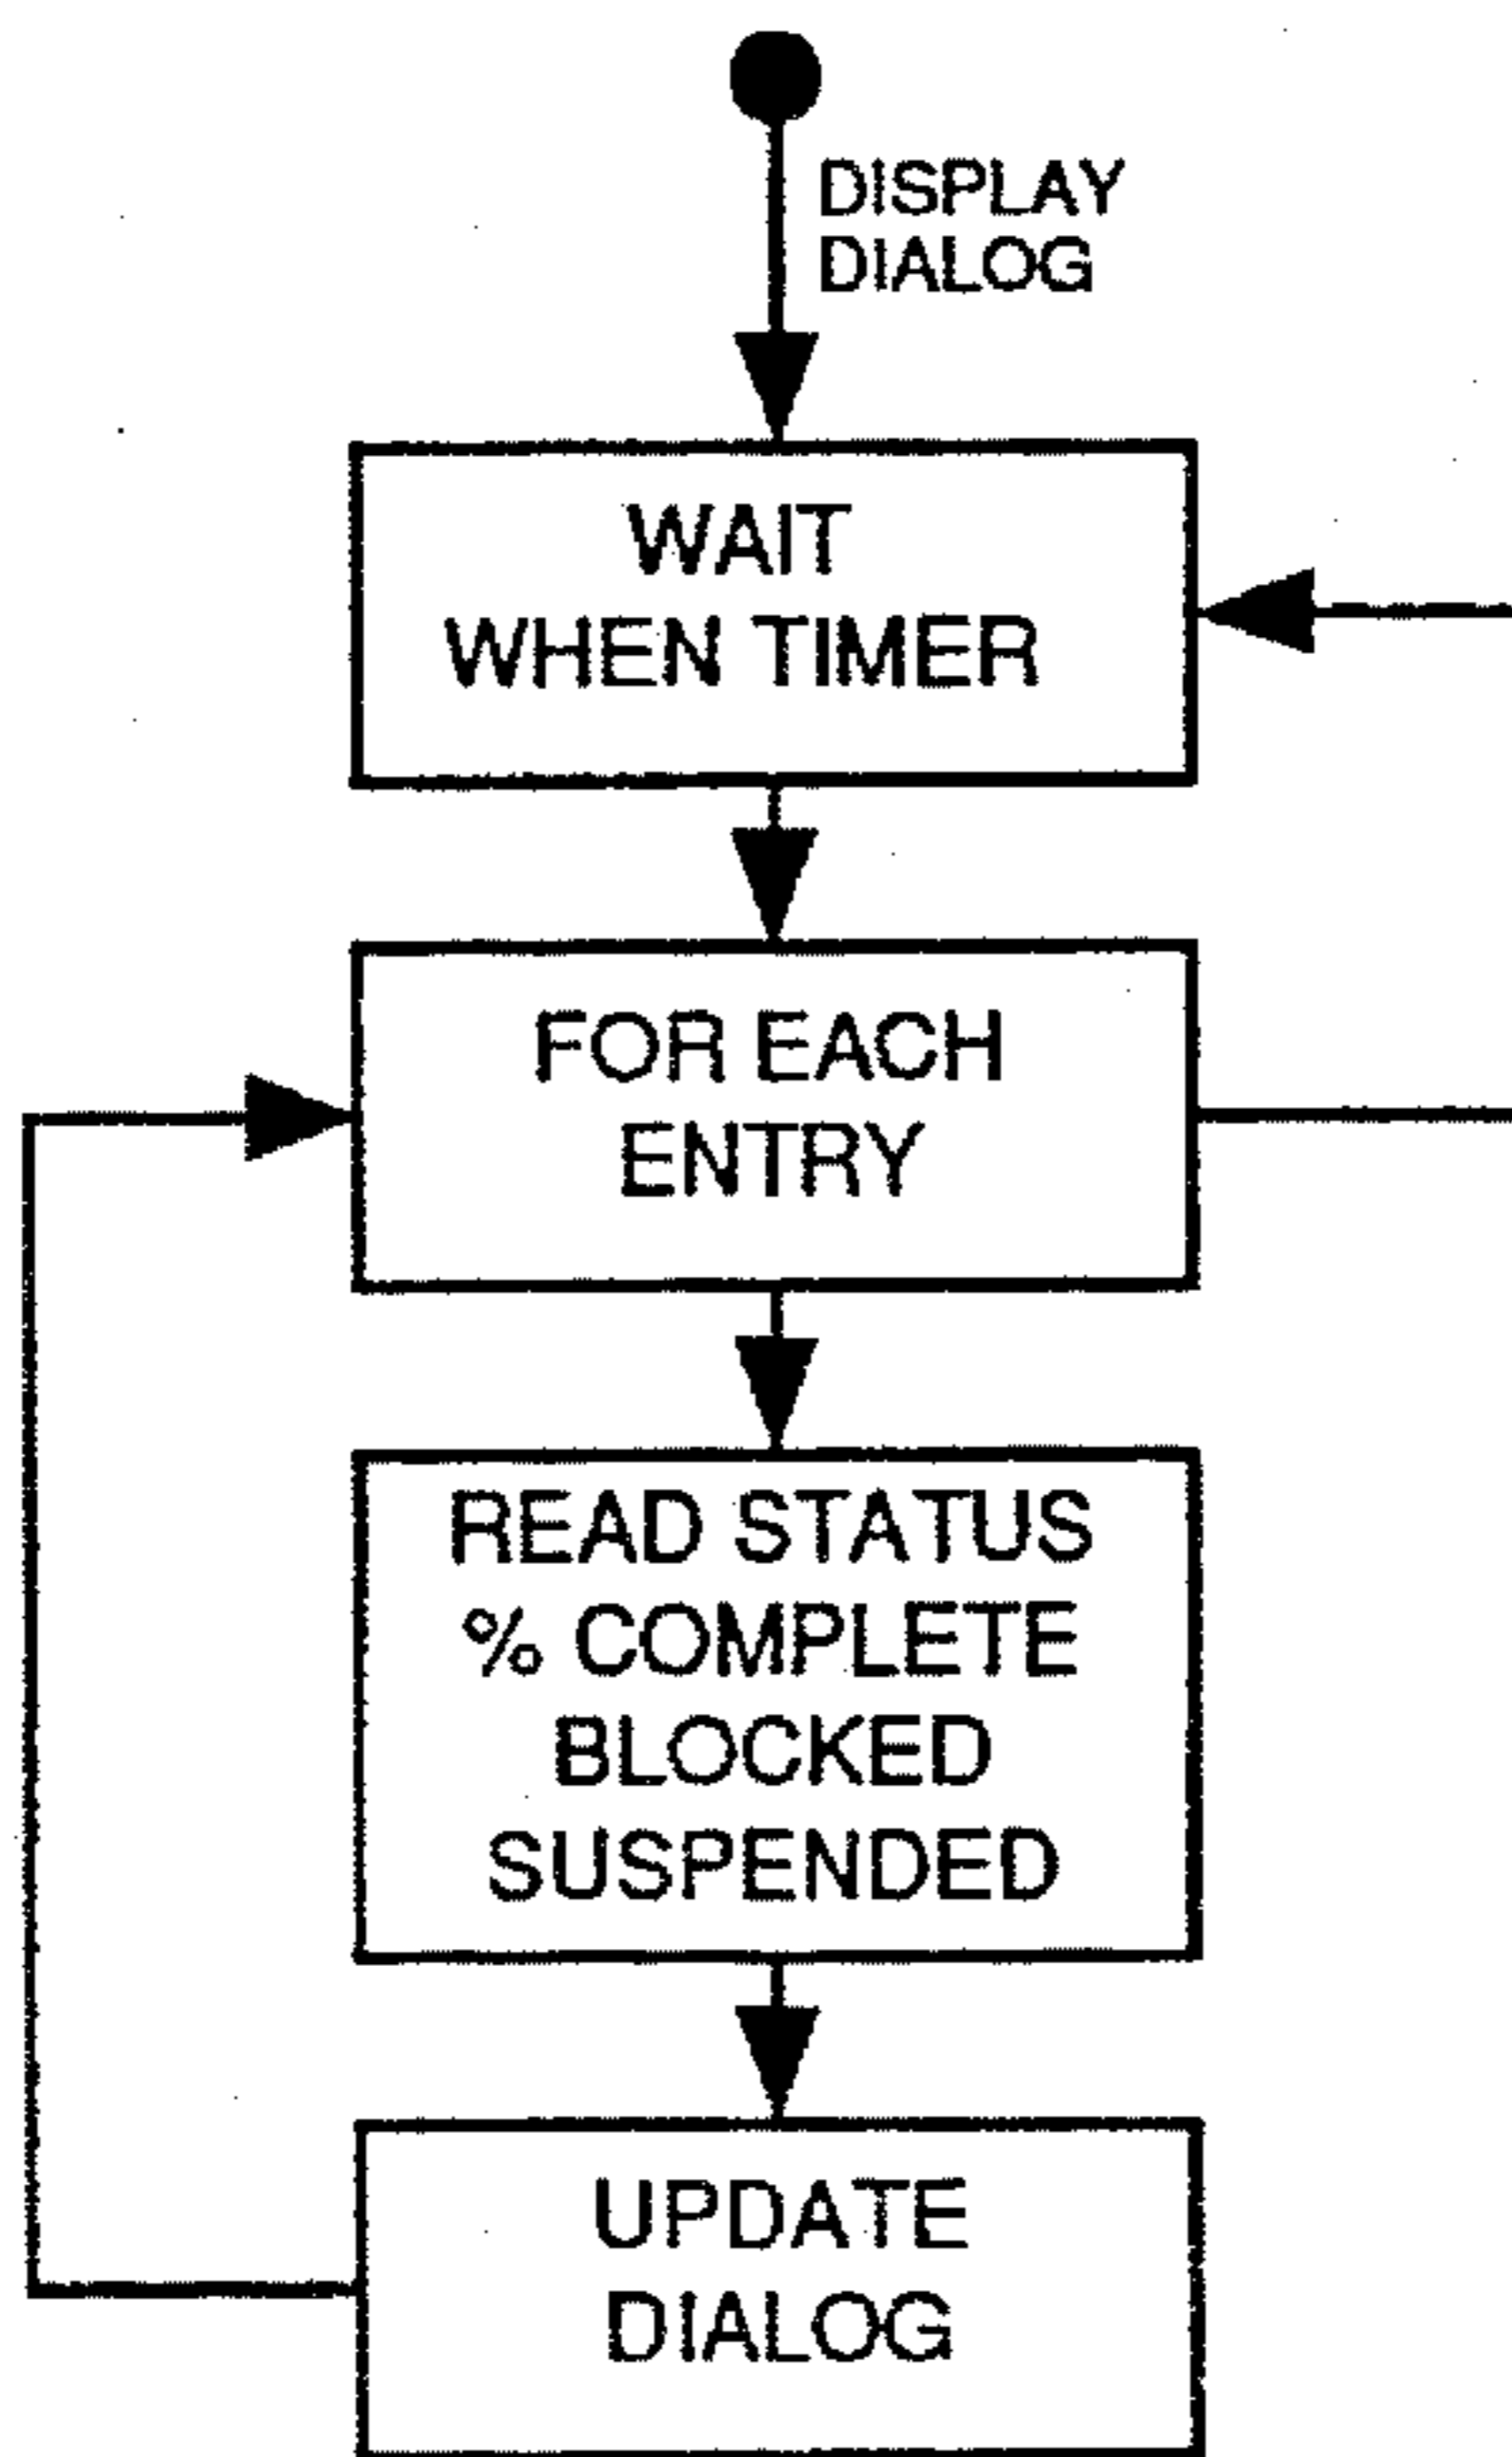 DISPLAY
DIALOG
WAIT
WHEN TIMER
FOR EACH
ENTRY
READ STATUS
% COMPLETE
BLOCKED
SUSPENDED
UPDATE
DIALOG